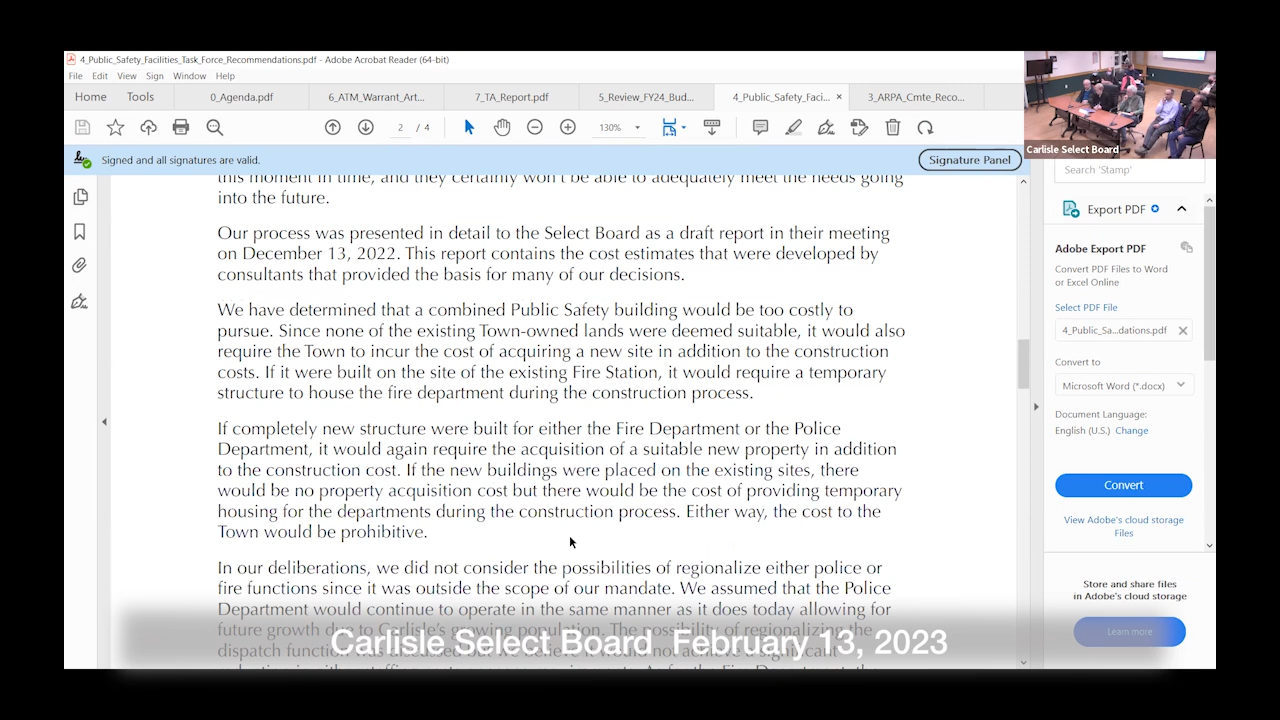 4_Public_Safety_Facilities_Task_Force_Recommendations.pdf - Adobe Acrobat Reader (64-bit)
File Edit View Sign Window Help
Home Tools 0_Agenda.pdf 6_ATM_Warrant_Art... 7_TA_Report.pdf 5_Review_FY24_Bud... 4_Public_Safety_Faci... × 3_ARPA_Cmte_Reco...
2 / 4 130%
Carlisle Select Board
Signed and all signatures are valid. Signature Panel
Search 'Stamp'
Export PDF
Adobe Export PDF
Convert PDF Files to Word
or Excel Online
Select PDF File
4_Public_Sa...dations.pdf
Convert to
Microsoft Word (*.docx)
Document Language:
English (U.S.) Change
Convert
View Adobe's cloud storage
Files
Store and share files
in Adobe's cloud storage
Learn more
this moment in time, and they certainly won't be able to adequately meet the needs going
into the future.
Our process was presented in detail to the Select Board as a draft report in their meeting
on December 13, 2022. This report contains the cost estimates that were developed by
consultants that provided the basis for many of our decisions.
We have determined that a combined Public Safety building would be too costly to
pursue. Since none of the existing Town-owned lands were deemed suitable, it would also
require the Town to incur the cost of acquiring a new site in addition to the construction
costs. If it were built on the site of the existing Fire Station, it would require a temporary
structure to house the fire department during the construction process.
If completely new structure were built for either the Fire Department or the Police
Department, it would again require the acquisition of a suitable new property in addition
to the construction cost. If the new buildings were placed on the existing sites, there
would be no property acquisition cost but there would be the cost of providing temporary
housing for the departments during the construction process. Either way, the cost to the
Town would be prohibitive.
In our deliberations, we did not consider the possibilities of regionalize either police or
fire functions since it was outside the scope of our mandate. We assumed that the Police
Department would continue to operate in the same manner as it does today allowing for
future growth due to Carlisle's growing population. The possibility of regionalizing the
dispatch
Carlisle Select Board February 13, 2023